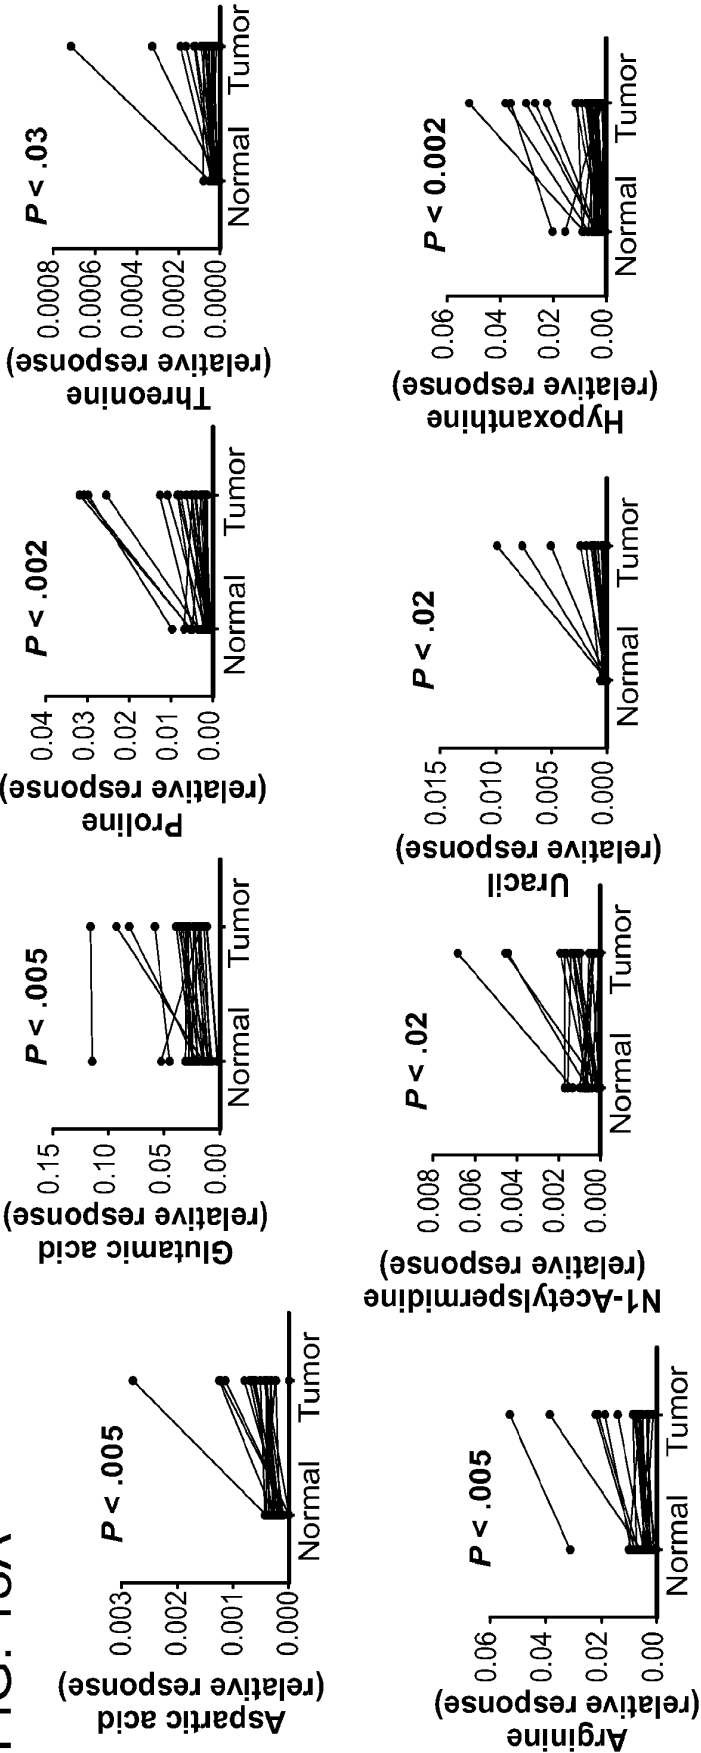 FIG.
Aspartic acid
(relative response)
0.003
0.002
0.001
0.000
P < .005
Normal Tumor
Glutamic acid
(relative response)
0.15
0.10
0.05
0.00
P < .005
Normal Tumor
Proline
(relative response)
0.04
0.03
0.02
0.01
0.00
P < .002
Normal Tumor
Threonine
(relative response)
0.0008
0.0006
0.0004
0.0002
0.0000
P < .03
Normal Tumor
Arginine
(relative response)
0.06
0.04
0.02
0.00
P < .005
Normal Tumor
N1-Acetylspermidine
(relative response)
0.008
0.006
0.004
0.002
0.000
P < .02
Normal Tumor
Uracil
(relative response)
0.015
0.010
0.005
0.000
P < .02
Normal Tumor
Hypoxanthine
(relative response)
0.06
0.04
0.02
0.00
P < 0.002
Normal Tumor